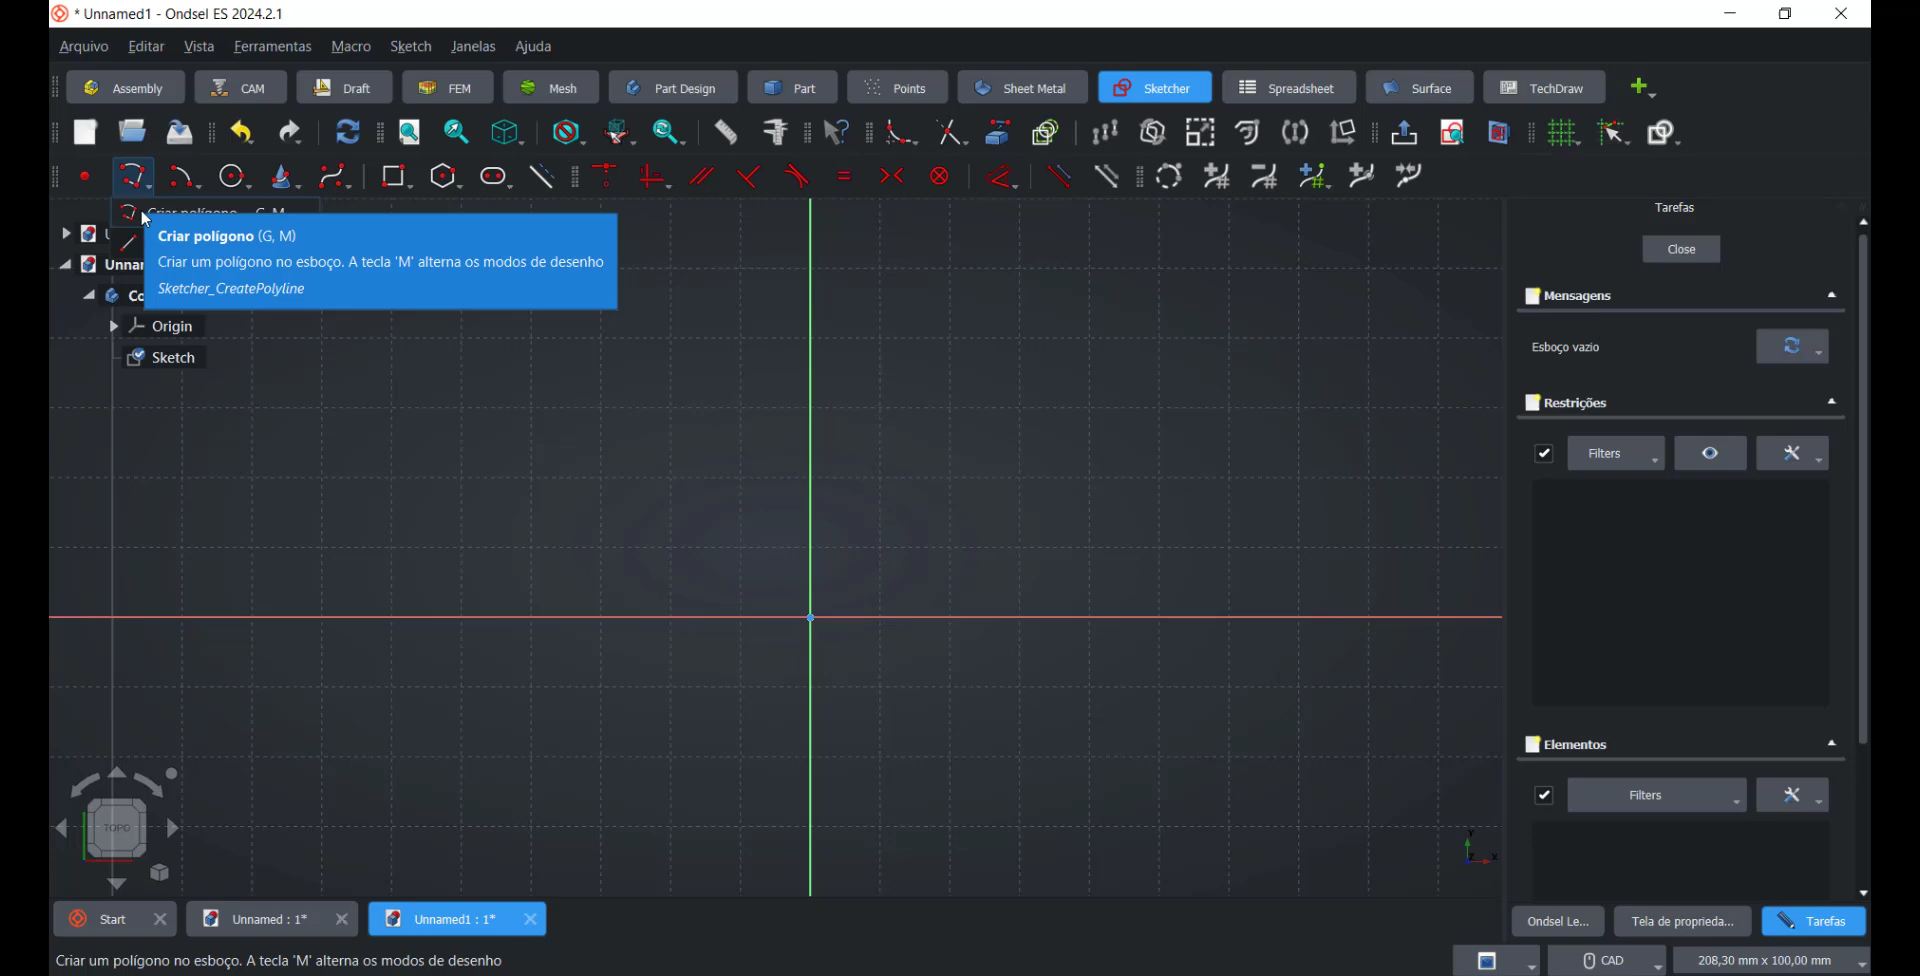 * Unnamed1 - Ondsel ES 2024.2.1
Arquivo Editar Vista Ferramentas Macro Sketch Janelas Ajuda
Assembly CAM Draft FEM Mesh Part Design Part Points Sheet Metal Sketcher Spreadsheet Surface TechDraw
Criar polígono G, M
Criar polígono (G, M)
Criar um polígono no esboço. A tecla 'M' alterna os modos de desenho
Sketcher_CreatePolyline
Origin
Sketch
Tarefas
Close
Mensagens
Esboço vazio
Restrições
Filters
Elementos
Filters
TOPO
Y
Z X
Start Unnamed : 1* Unnamed1 : 1*
Ondsel Le... Tela de proprieda... Tarefas
Criar um polígono no esboço. A tecla 'M' alterna os modos de desenho
CAD 208,30 mm x 100,00 mm